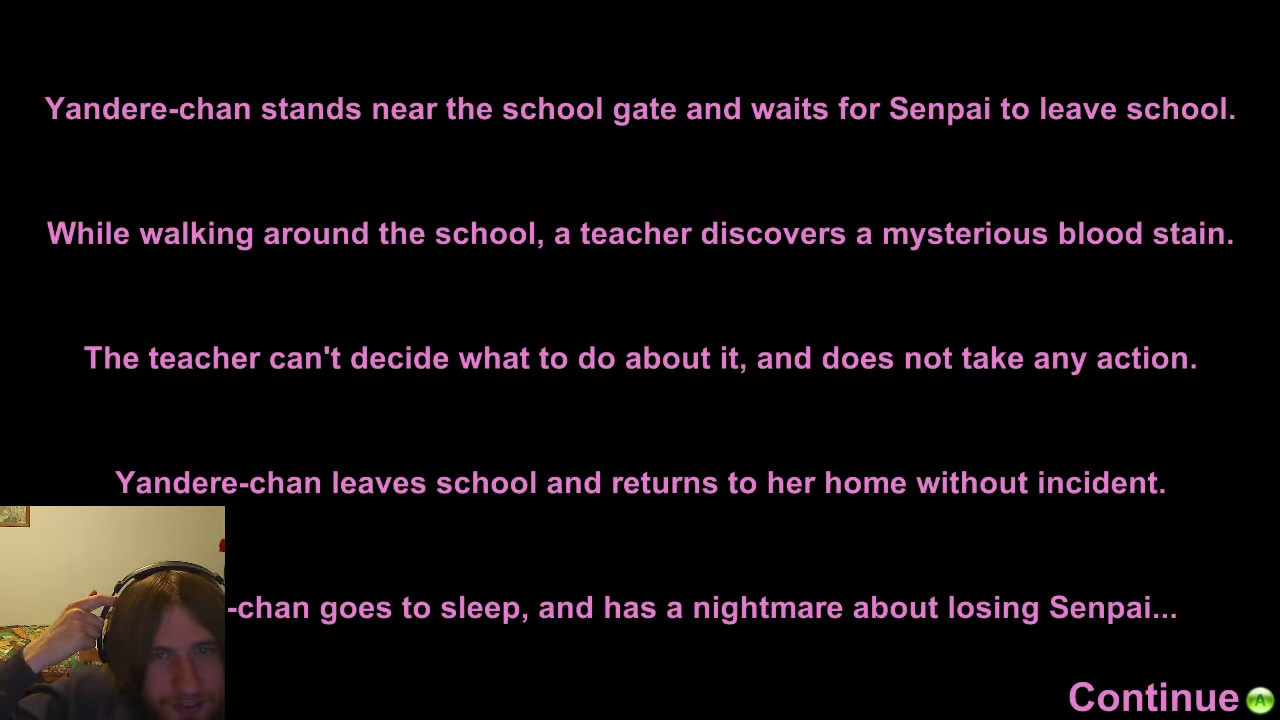 Yandere-chan stands near the school gate and waits for Senpai to leave school.
While walking around the school, a teacher discovers a mysterious blood stain.
The teacher can't decide what to do about it, and does not take any action.
Yandere-chan leaves school and returns to her home without incident.
-chan goes to sleep, and has a nightmare about losing Senpai...
Continue A